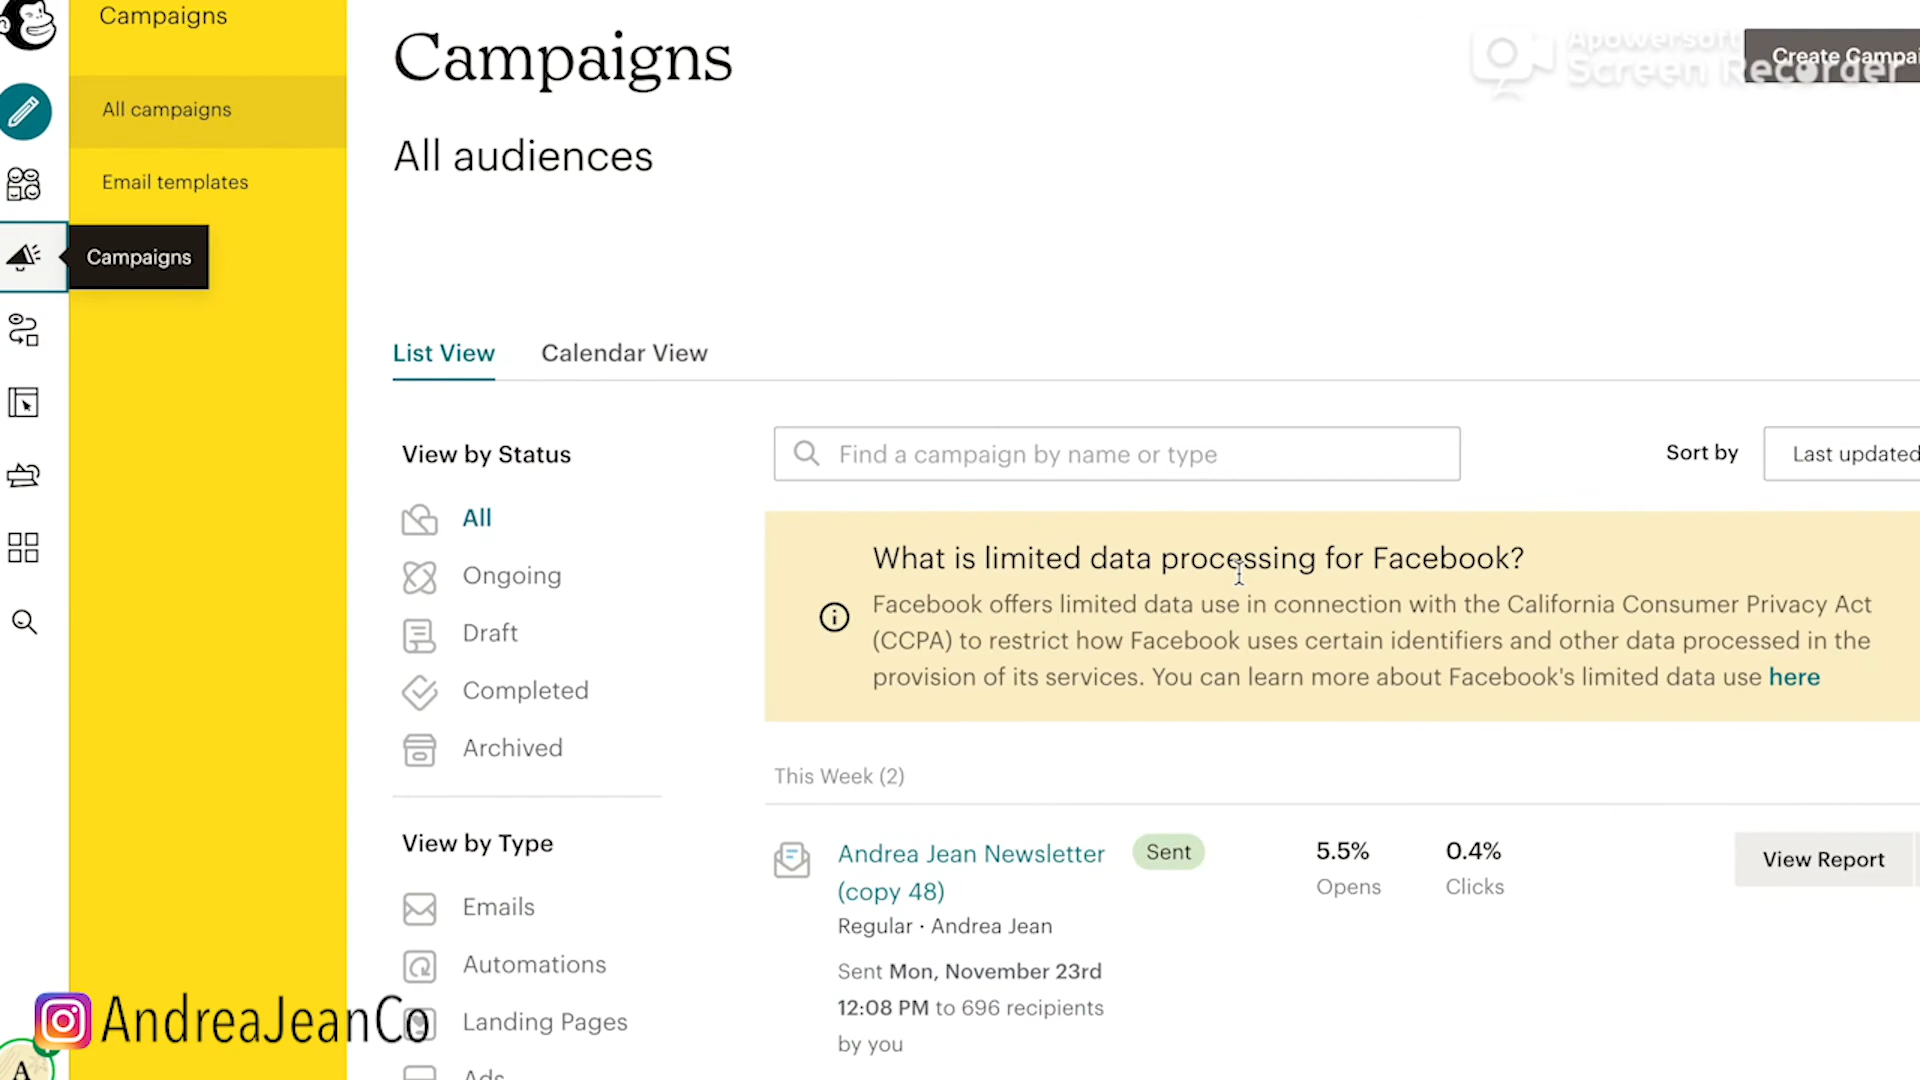 Campaigns
All campaigns
Email templates
Campaigns
Campaigns
All audiences
Apowersoft
Screen Recorder
Create Campai
List View
Calendar View
View by Status
All
Ongoing
Draft
Completed
Archived
View by Type
Emails
Automations
Landing Pages
Ads
Find a campaign by name or type
Sort by
Last updated
What is limited data processing for Facebook?
Facebook offers limited data use in connection with the California Consumer Privacy Act
(CCPA) to restrict how Facebook uses certain identifiers and other data processed in the
provision of its services. You can learn more about Facebook's limited data use here
This Week (2)
Andrea Jean Newsletter
(copy 48)
Sent
Regular · Andrea Jean
Sent Mon, November 23rd
12:08 PM to 696 recipients
by you
5.5%
Opens
0.4%
Clicks
View Report
AndreaJeanCo
A